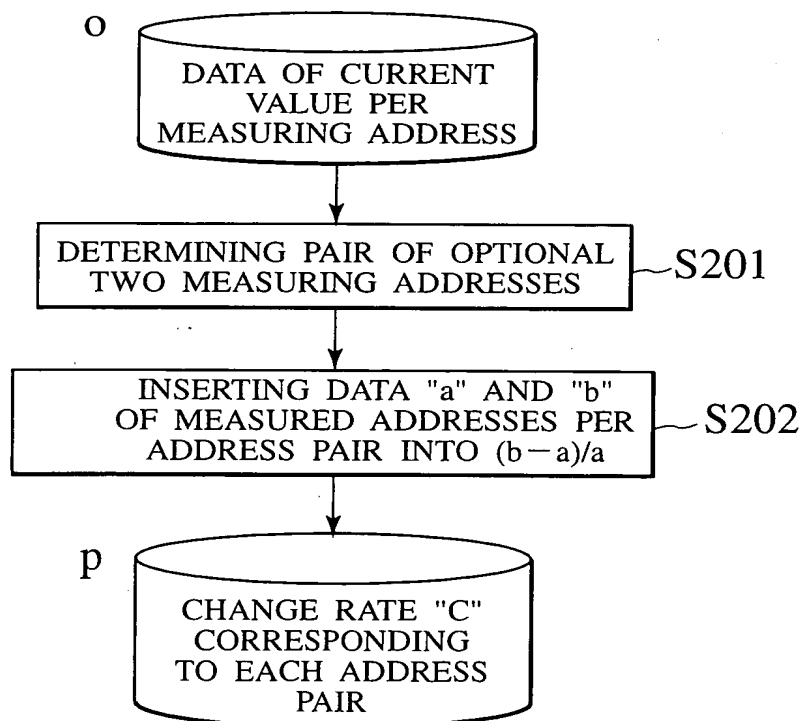 o
DATA OF CURRENT
VALUE PER
MEASURING ADDRESS
DETERMINING PAIR OF OPTIONAL
TWO MEASURING ADDRESSES
S201
INSERTING DATA "a" AND "b"
OF MEASURED ADDRESSES PER
ADDRESS PAIR INTO (b－a)/a
S202
p
CHANGE RATE "C"
CORRESPONDING
TO EACH ADDRESS
PAIR